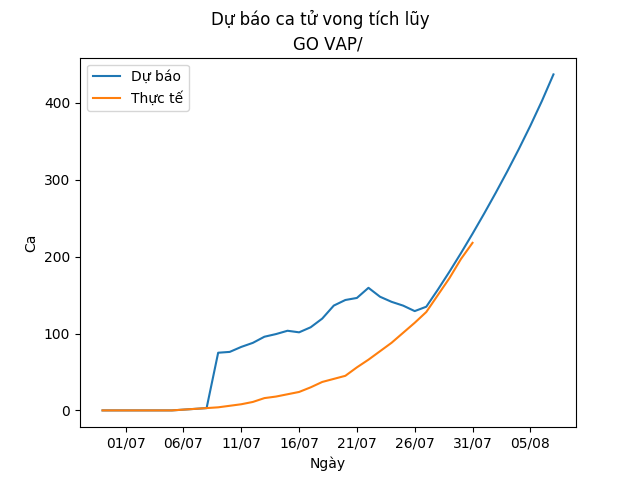 Dự báo ca tử vong tích lũy
GO VAP/
Dự báo
Thực tế
400
300
200
100
0
Ca
01/07 06/07 11/07 16/07 21/07 26/07 31/07 05/08
Ngày